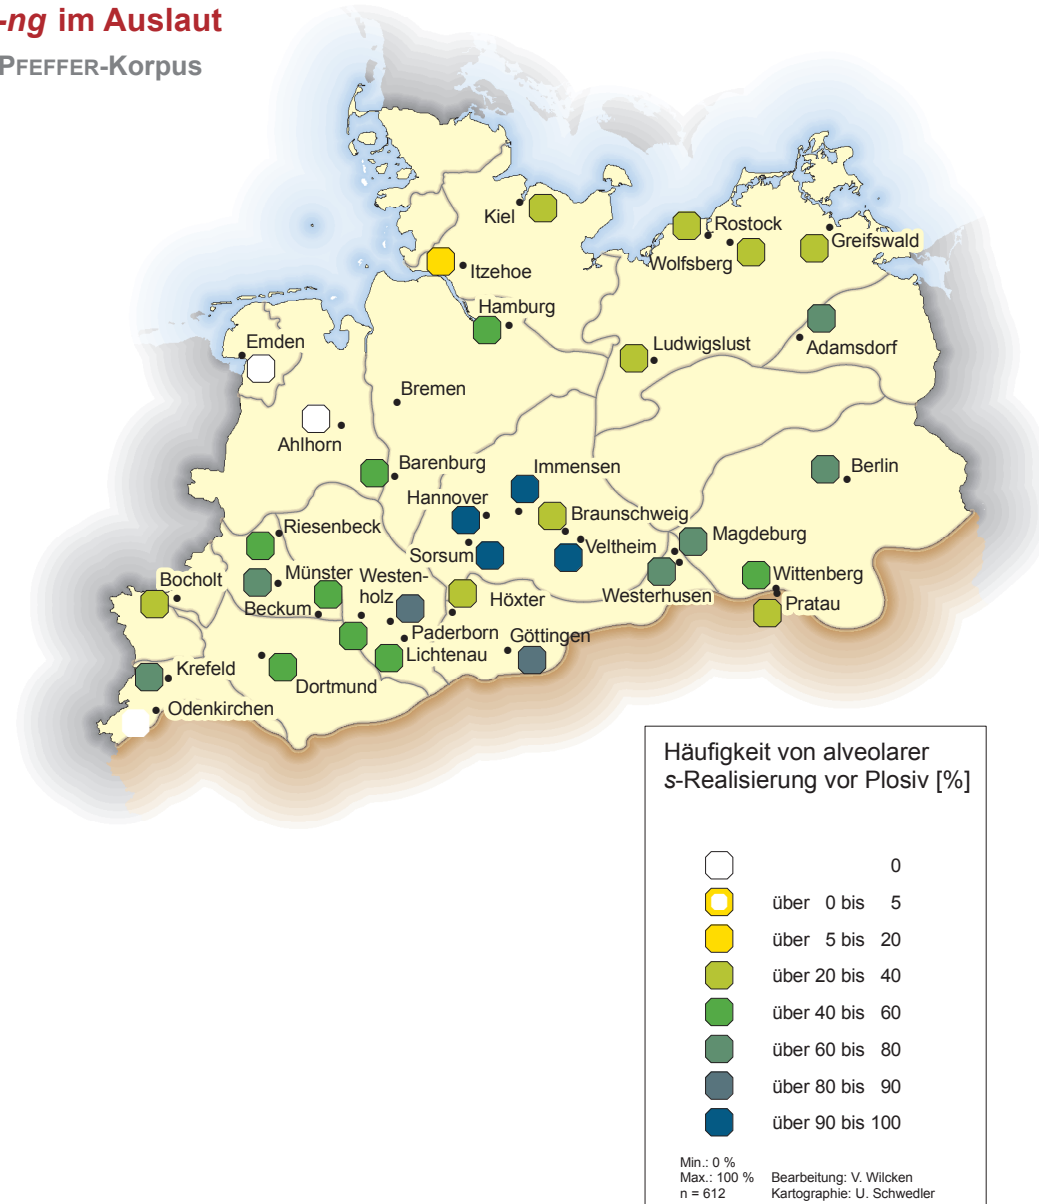 -ng im Auslaut
PFEFFER-Korpus
Kiel
Rostock
Greifswald
Wolfsberg
Itzehoe
Hamburg
Emden
Ludwigslust
Adamsdorf
Bremen
Ahlhorn
Barenburg
Immensen
Berlin
Hannover
Braunschweig
Riesenbeck
Magdeburg
Sorsum
Veltheim
Bocholt
Münster
Westen-
holz
Wittenberg
Westerhusen
Höxter
Pratau
Beckum
Paderborn
Göttingen
Lichtenau
Krefeld
Dortmund
Odenkirchen
Häufigkeit von alveolarer
s-Realisierung vor Plosiv [%]
0
über 0 bis 5
über 5 bis 20
über 20 bis 40
über 40 bis 60
über 60 bis 80
über 80 bis 90
über 90 bis 100
Min.: 0 %
Max.: 100 % Bearbeitung: V. Wilcken
n = 612 Kartographie: U. Schwedler